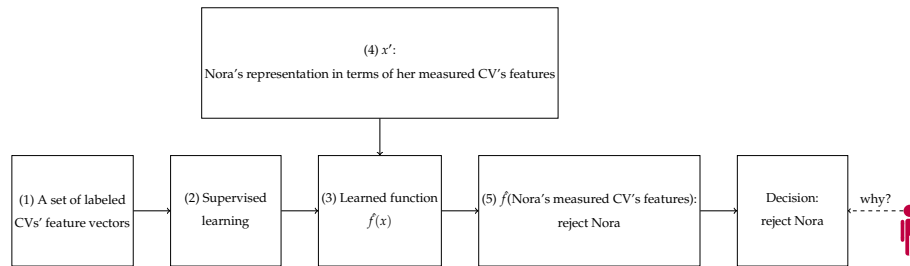 (4) x′:
Nora's representation in terms of her measured CV's features
(1) A set of labeled
CVs' feature vectors
(2) Supervised
learning
(3) Learned function
f̂(x)
(5) f̂(Nora's measured CV's features):
reject Nora
Decision:
reject Nora
why?